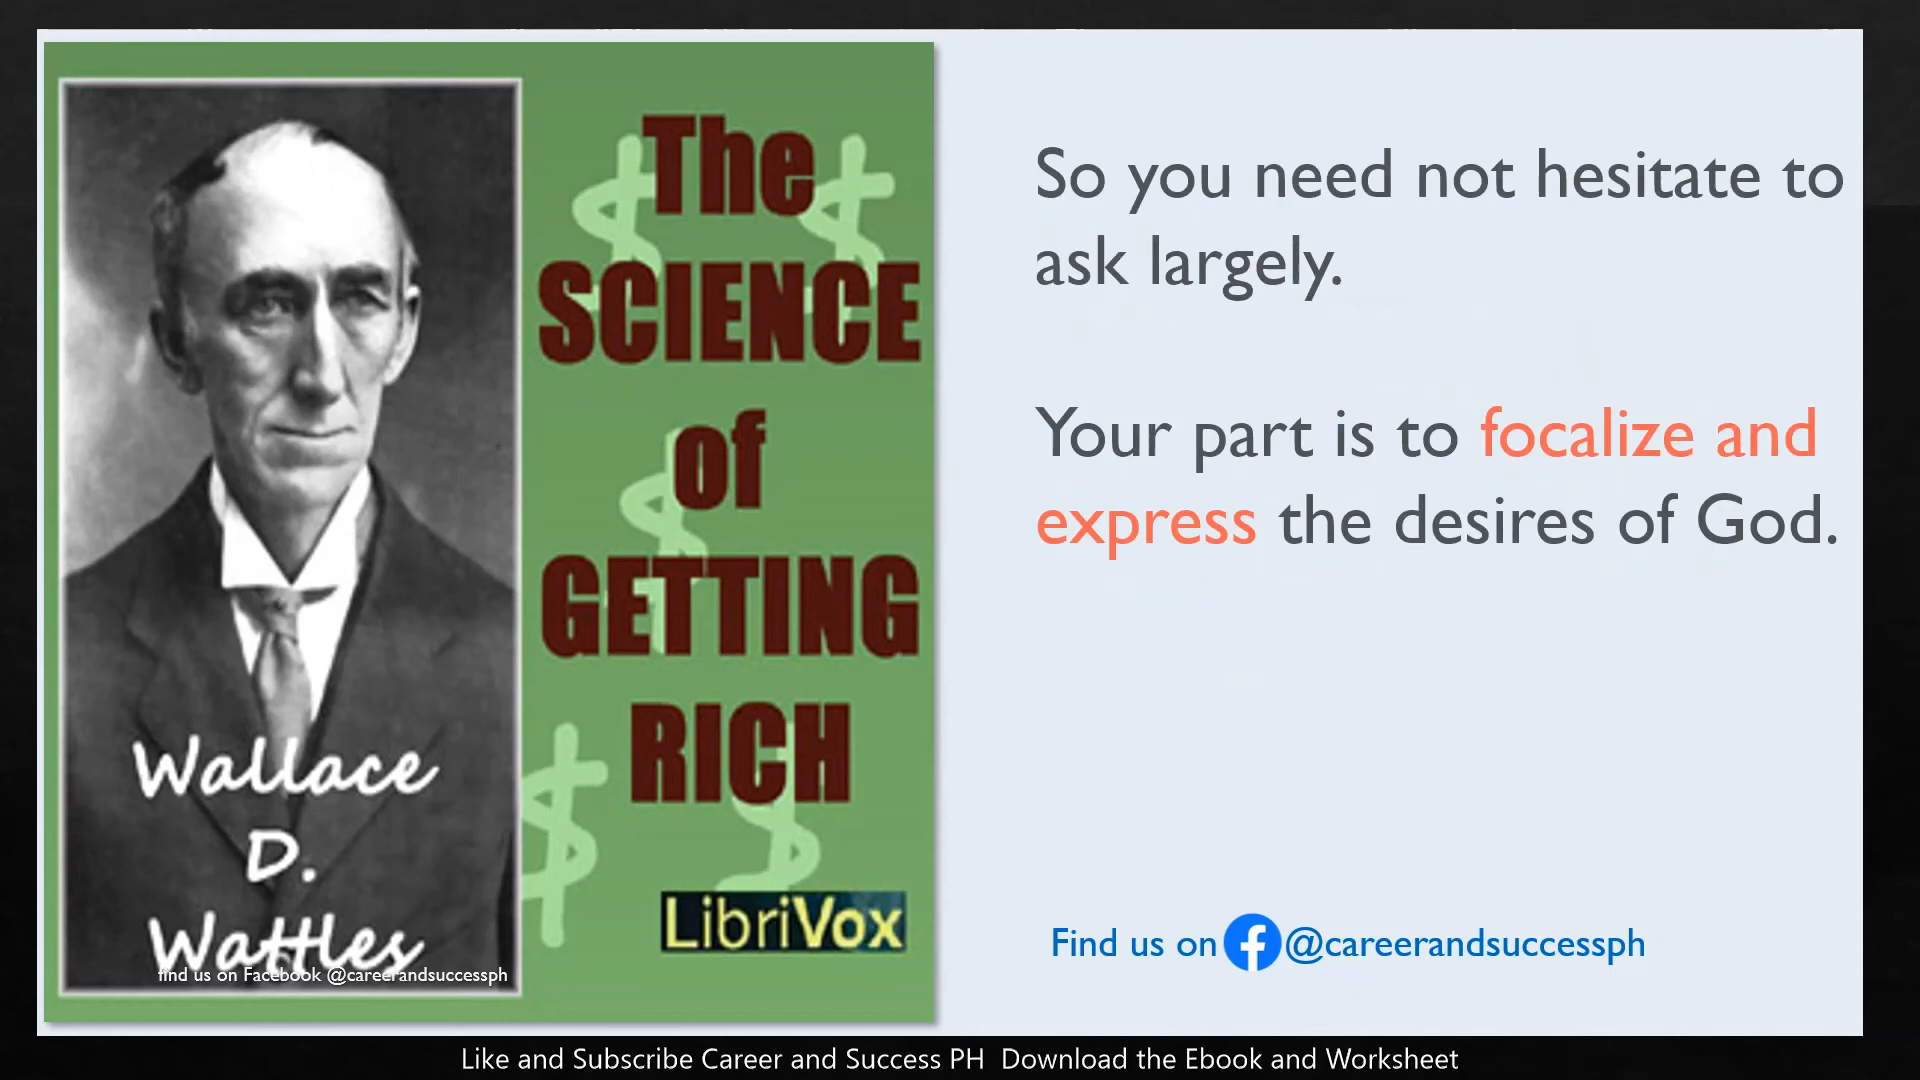 The
SCIENCE
of
GETTING
RICH
Wallace
D.
Wattles
find us on Facebook @careerandsuccessph
LibriVox
So you need not hesitate to
ask largely.
Your part is to focalize and
express the desires of God.
Find us on @careerandsuccessph
Like and Subscribe Career and Success PH Download the Ebook and Worksheet